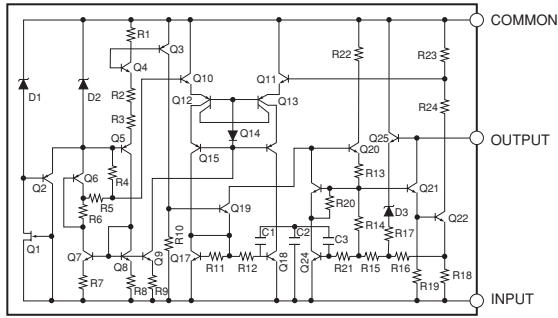 COMMON
R1
Q3
R22
R23
Q4
Q10
Q11
D1
D2
R2
Q12
Q13
R24
R3
Q14
Q25
OUTPUT
Q5
Q15
Q20
Q2
Q6
R4
R13
Q21
R5
R20
D3
R6
Q19
R14
Q22
R10
C1
C2
C3
R17
Q1
Q7
Q8
Q9
Q17
R11
R12
Q18
Q24
R21
R15
R16
R7
R8
R9
R19
R18
INPUT